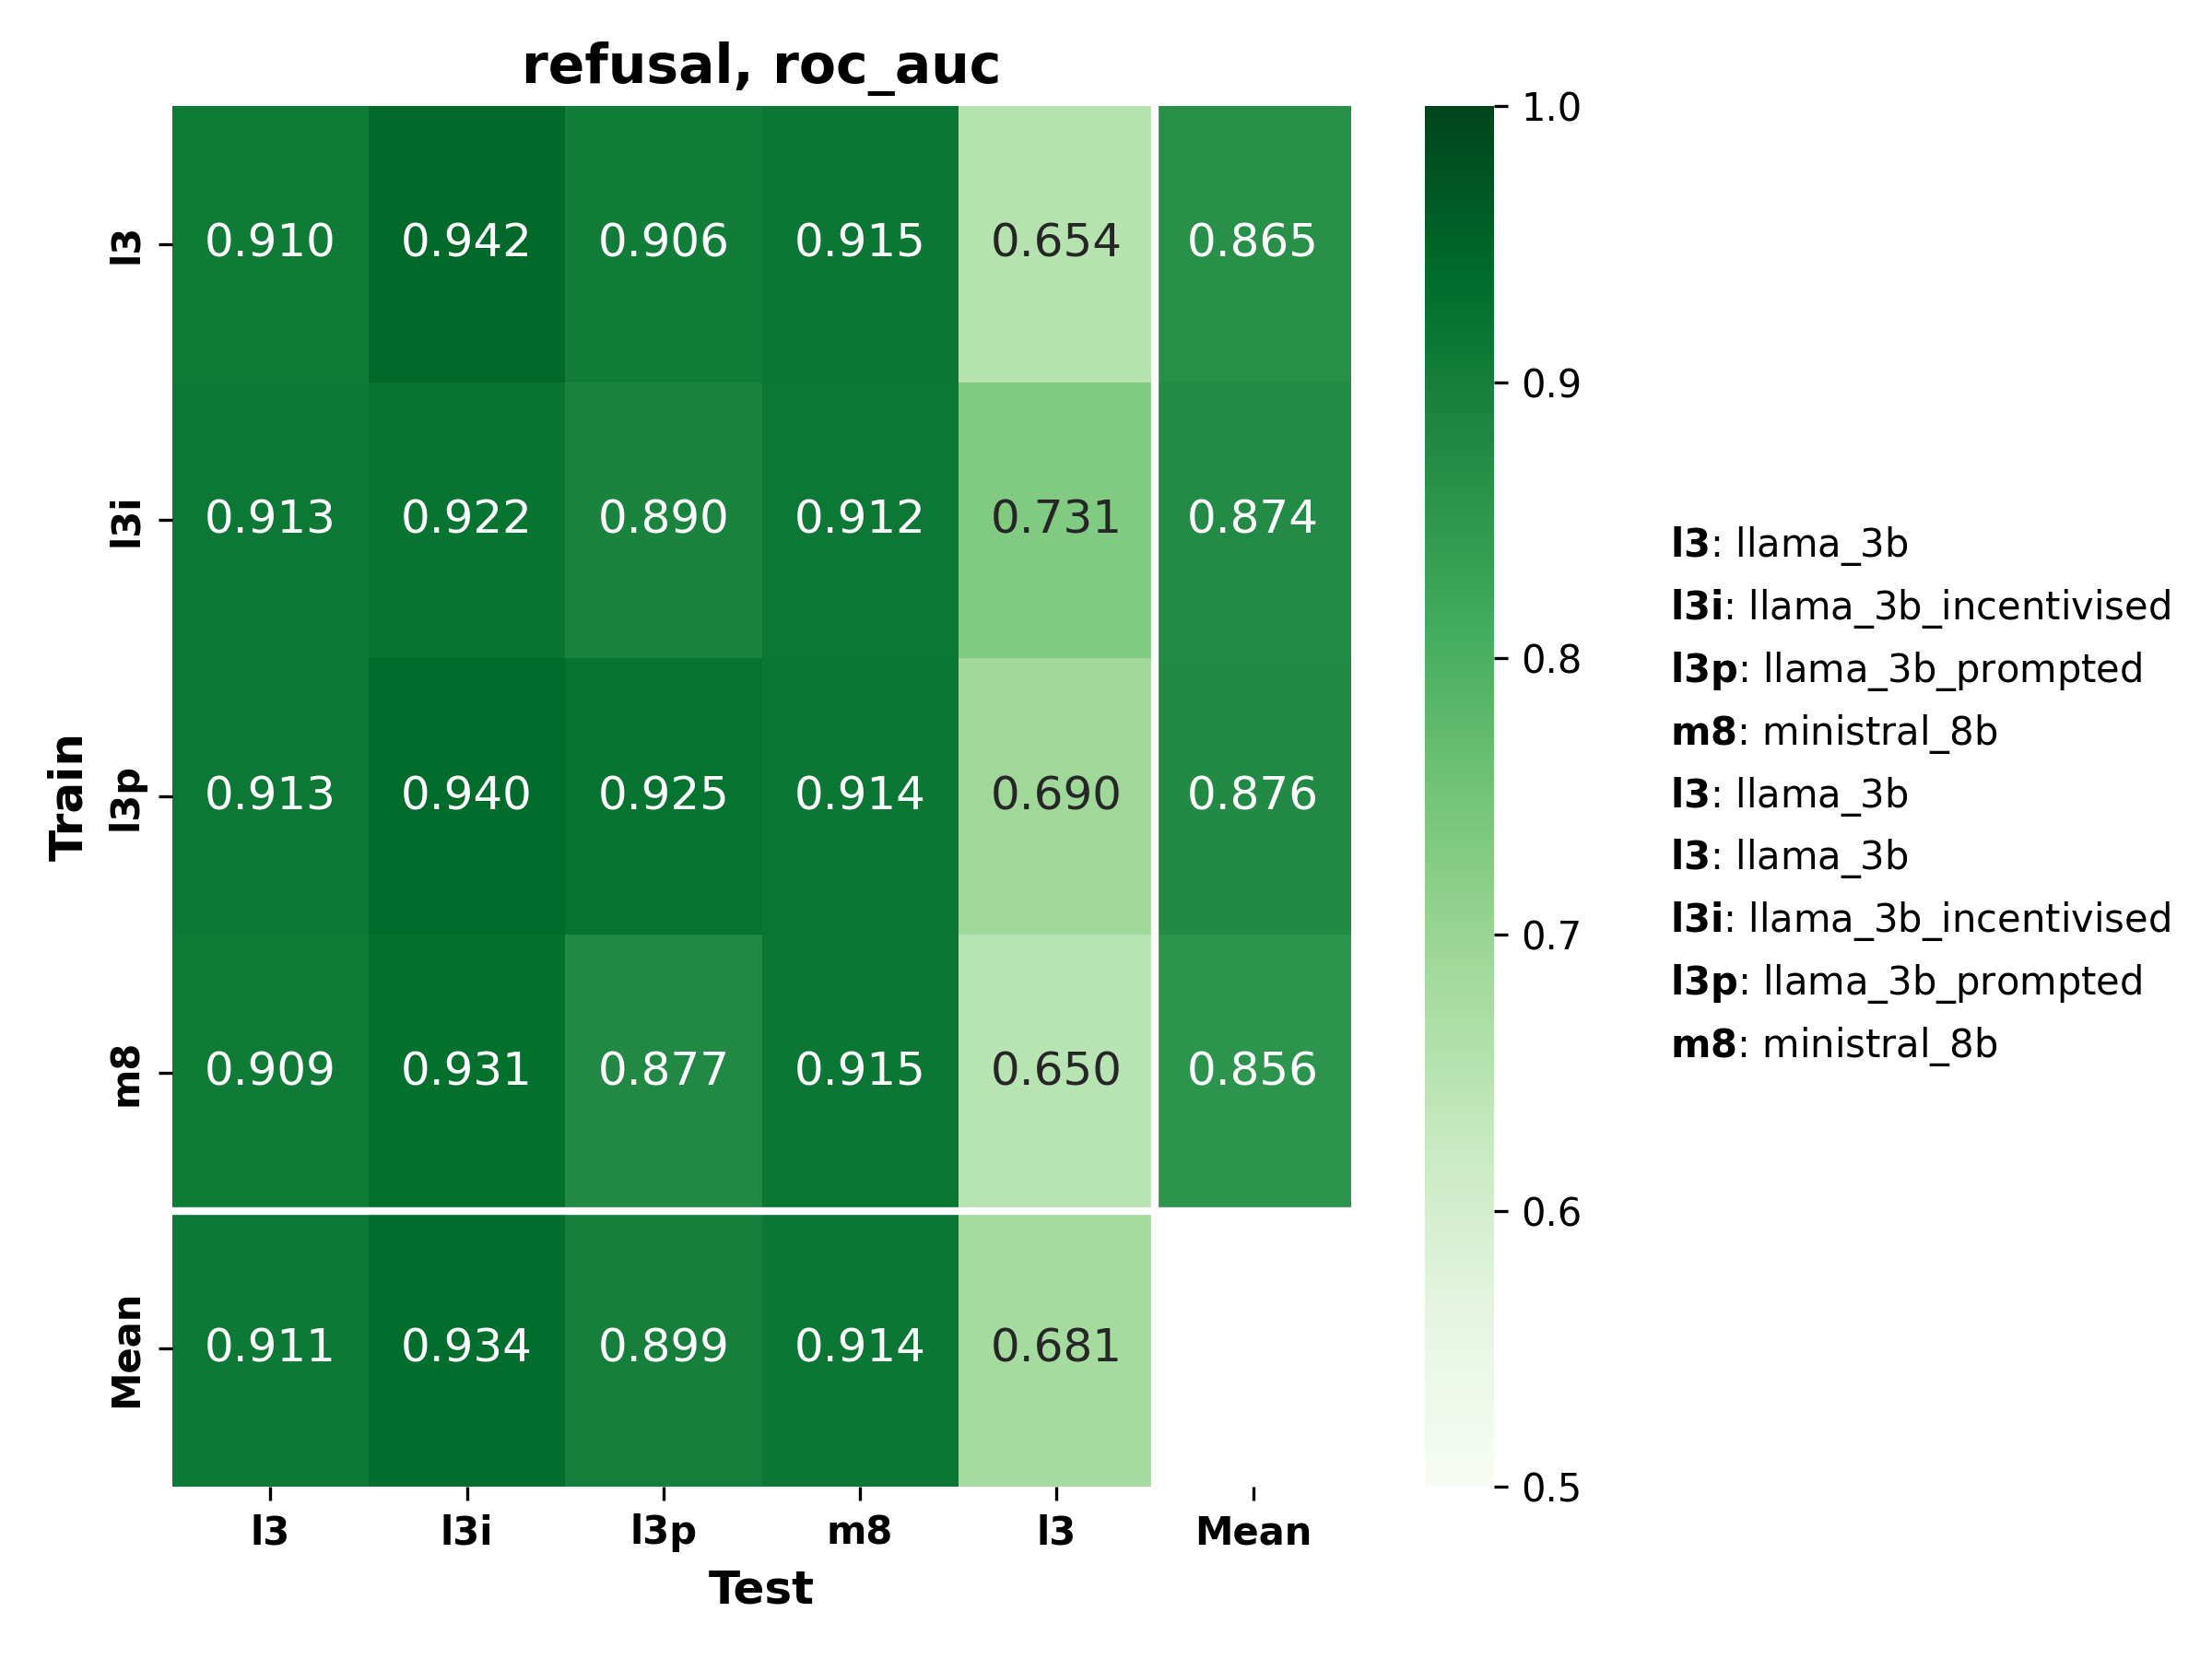 refusal, roc_auc
Train
l3 0.910 0.942 0.906 0.915 0.654 0.865
l3i 0.913 0.922 0.890 0.912 0.731 0.874
l3p 0.913 0.940 0.925 0.914 0.690 0.876
m8 0.909 0.931 0.877 0.915 0.650 0.856
Mean 0.911 0.934 0.899 0.914 0.681
l3 l3i l3p m8 l3 Mean
Test
1.0
0.9
0.8
0.7
0.6
0.5
l3: llama_3b
l3i: llama_3b_incentivised
l3p: llama_3b_prompted
m8: ministral_8b
l3: llama_3b
l3: llama_3b
l3i: llama_3b_incentivised
l3p: llama_3b_prompted
m8: ministral_8b